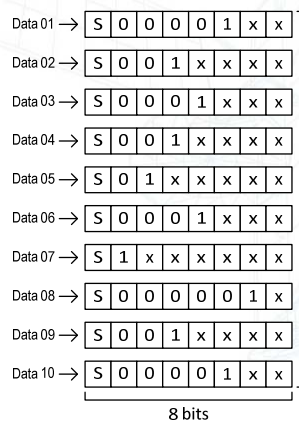 Data 01 → S 0 0 0 0 1 x x
Data 02 → S 0 0 1 x x x x
Data 03 → S 0 0 0 1 x x x
Data 04 → S 0 0 1 x x x x
Data 05 → S 0 1 x x x x x
Data 06 → S 0 0 0 1 x x x
Data 07 → S 1 x x x x x x
Data 08 → S 0 0 0 0 0 1 x
Data 09 → S 0 0 1 x x x x
Data 10 → S 0 0 0 0 1 x x
8 bits